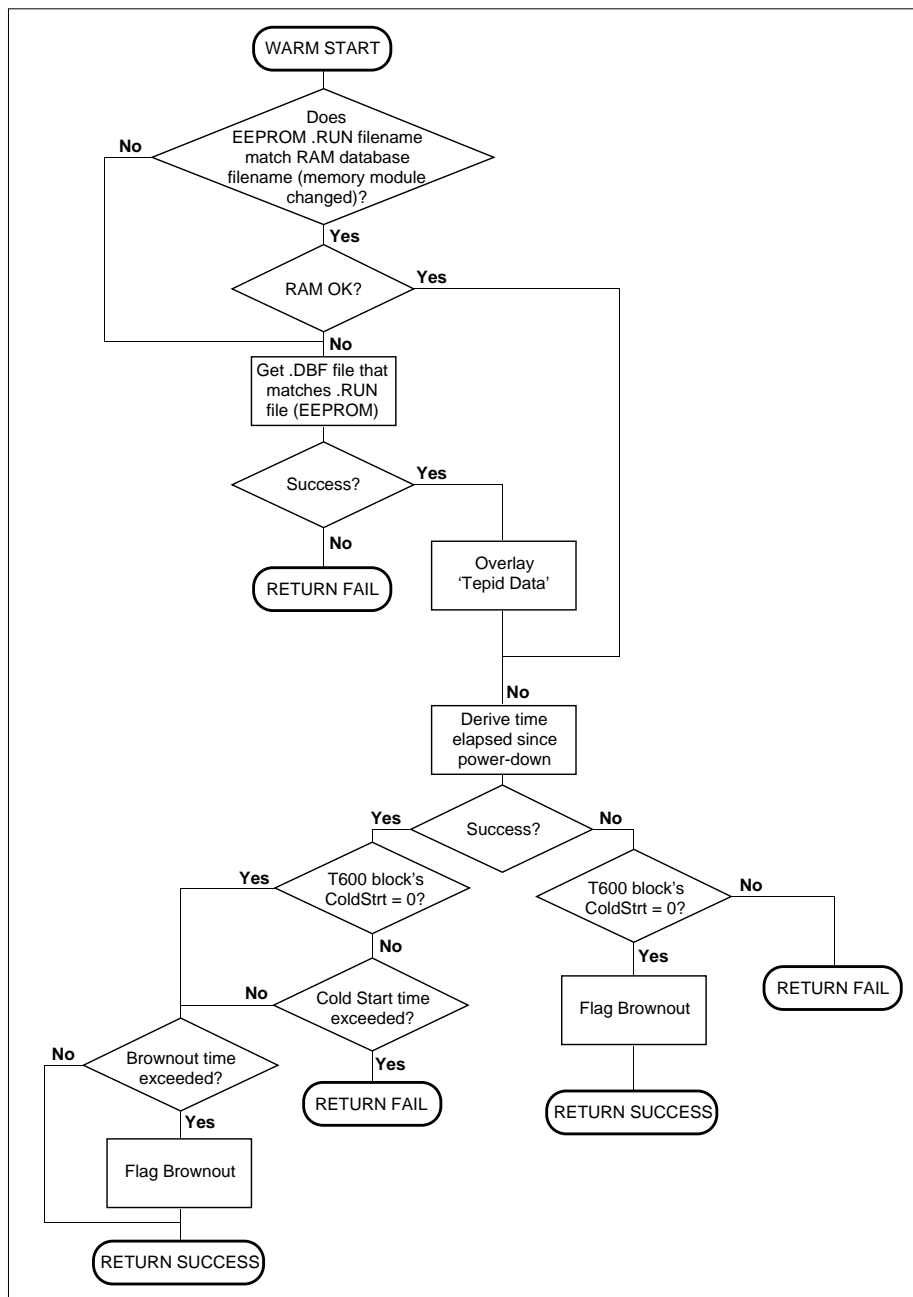 WARM START
Does
EEPROM .RUN filename
match RAM database
filename (memory module
changed)?
No
Yes
RAM OK?
Yes
No
Get .DBF file that
matches .RUN
file (EEPROM)
Success?
Yes
No
RETURN FAIL
Overlay
‘Tepid Data’
No
Derive time
elapsed since
power-down
Success?
Yes
No
T600 block’s
ColdStrt = 0?
Yes
No
T600 block’s
ColdStrt = 0?
No
Yes
Cold Start time
exceeded?
No
Yes
RETURN FAIL
Flag Brownout
RETURN FAIL
Brownout time
exceeded?
No
Yes
RETURN SUCCESS
Flag Brownout
RETURN SUCCESS